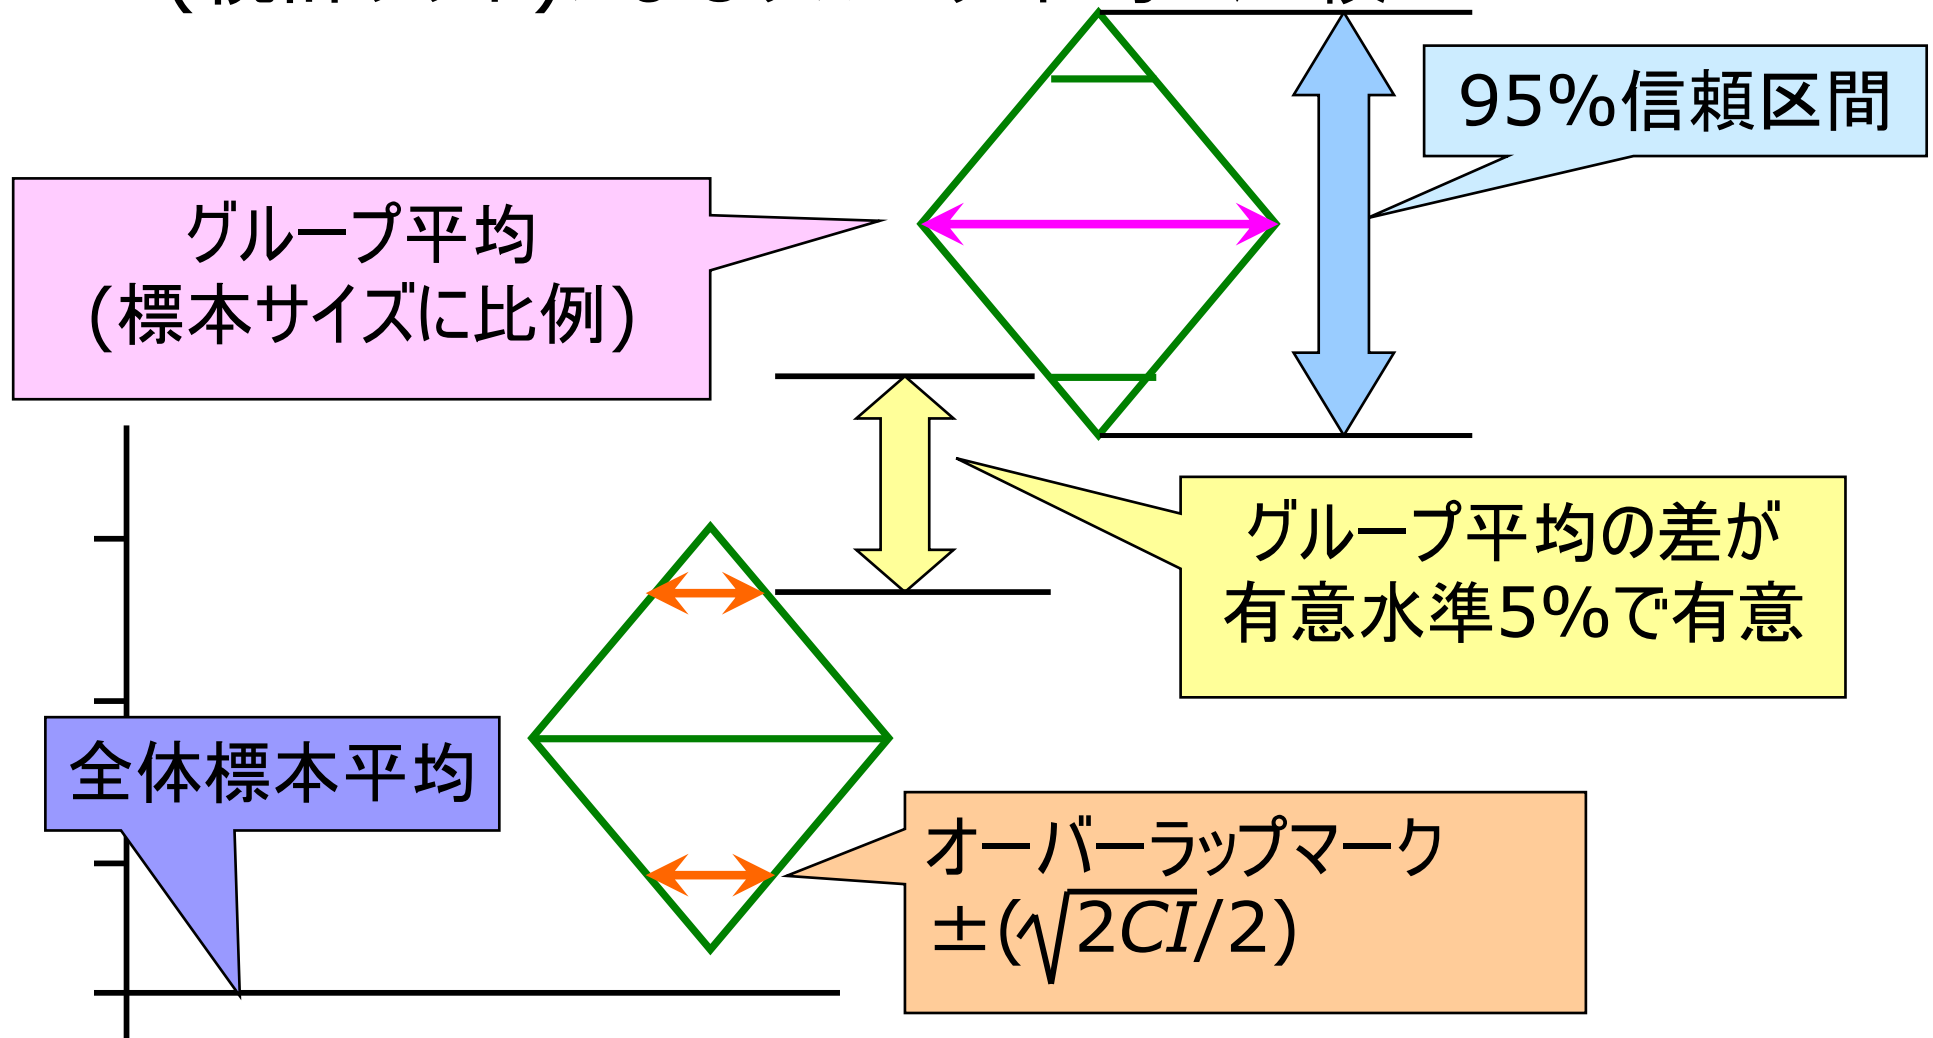 95%信頼区間
グループ平均
(標本サイズに比例)
グループ平均の差が
有意水準5%で有意
全体標本平均
オーバーラップマーク
±(√2CI/2)